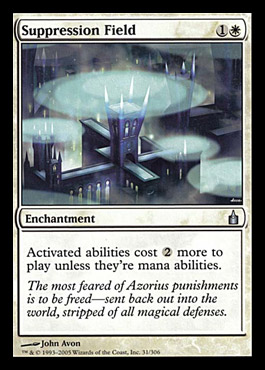 Suppression Field 1
Enchantment
Activated abilities cost 2 more to
play unless they're mana abilities.
The most feared of Azorius punishments
is to be freed—sent back out into the
world, stripped of all magical defenses.
John Avon
™ & © 1993–2005 Wizards of the Coast, Inc. 31/306